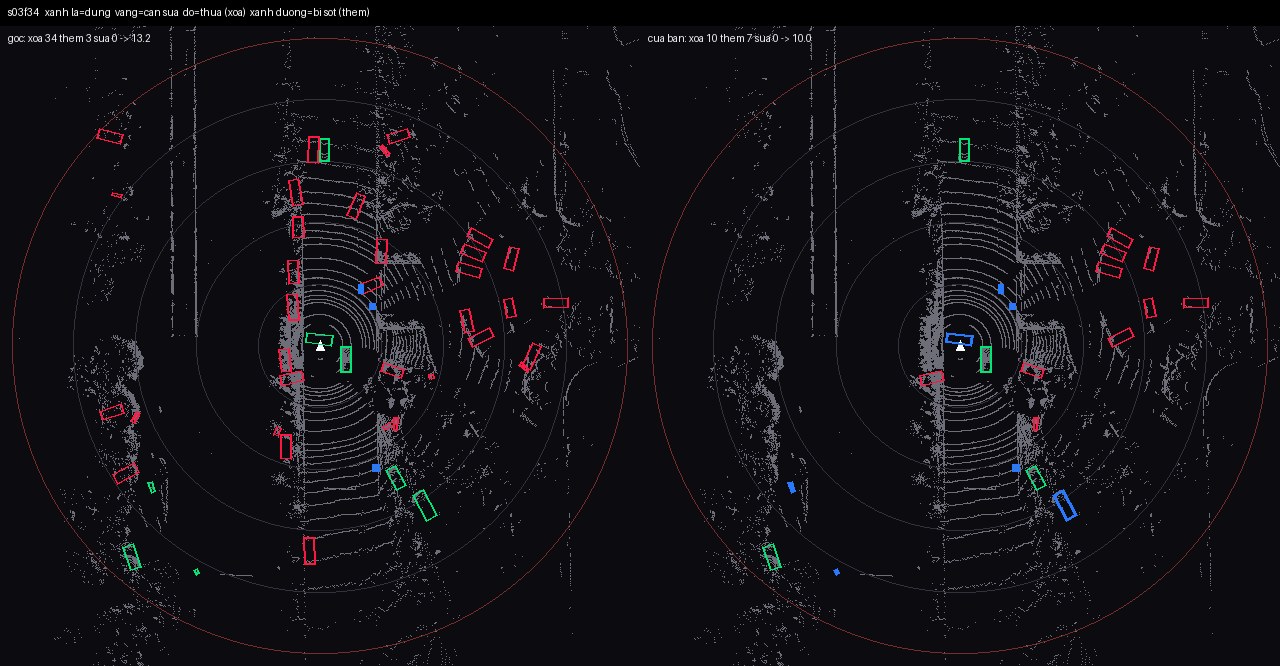 s03f34 xanh la=dung vang=can sua do=thua (xoa) xanh duong=bi sot (them)
goc: xoa 34 them 3 sua 0 -> 13.2
cua ban: xoa 10 them 7 sua 0 -> 10.0